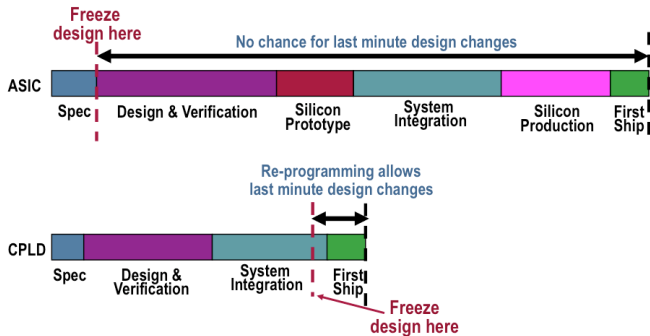 Freeze
design here
No chance for last minute design changes
ASIC
Spec
Design & Verification
Silicon
Prototype
System
Integration
Silicon
Production
First
Ship
Re-programming allows
last minute design changes
CPLD
Spec
Design &
Verification
System
Integration
First
Ship
Freeze
design here